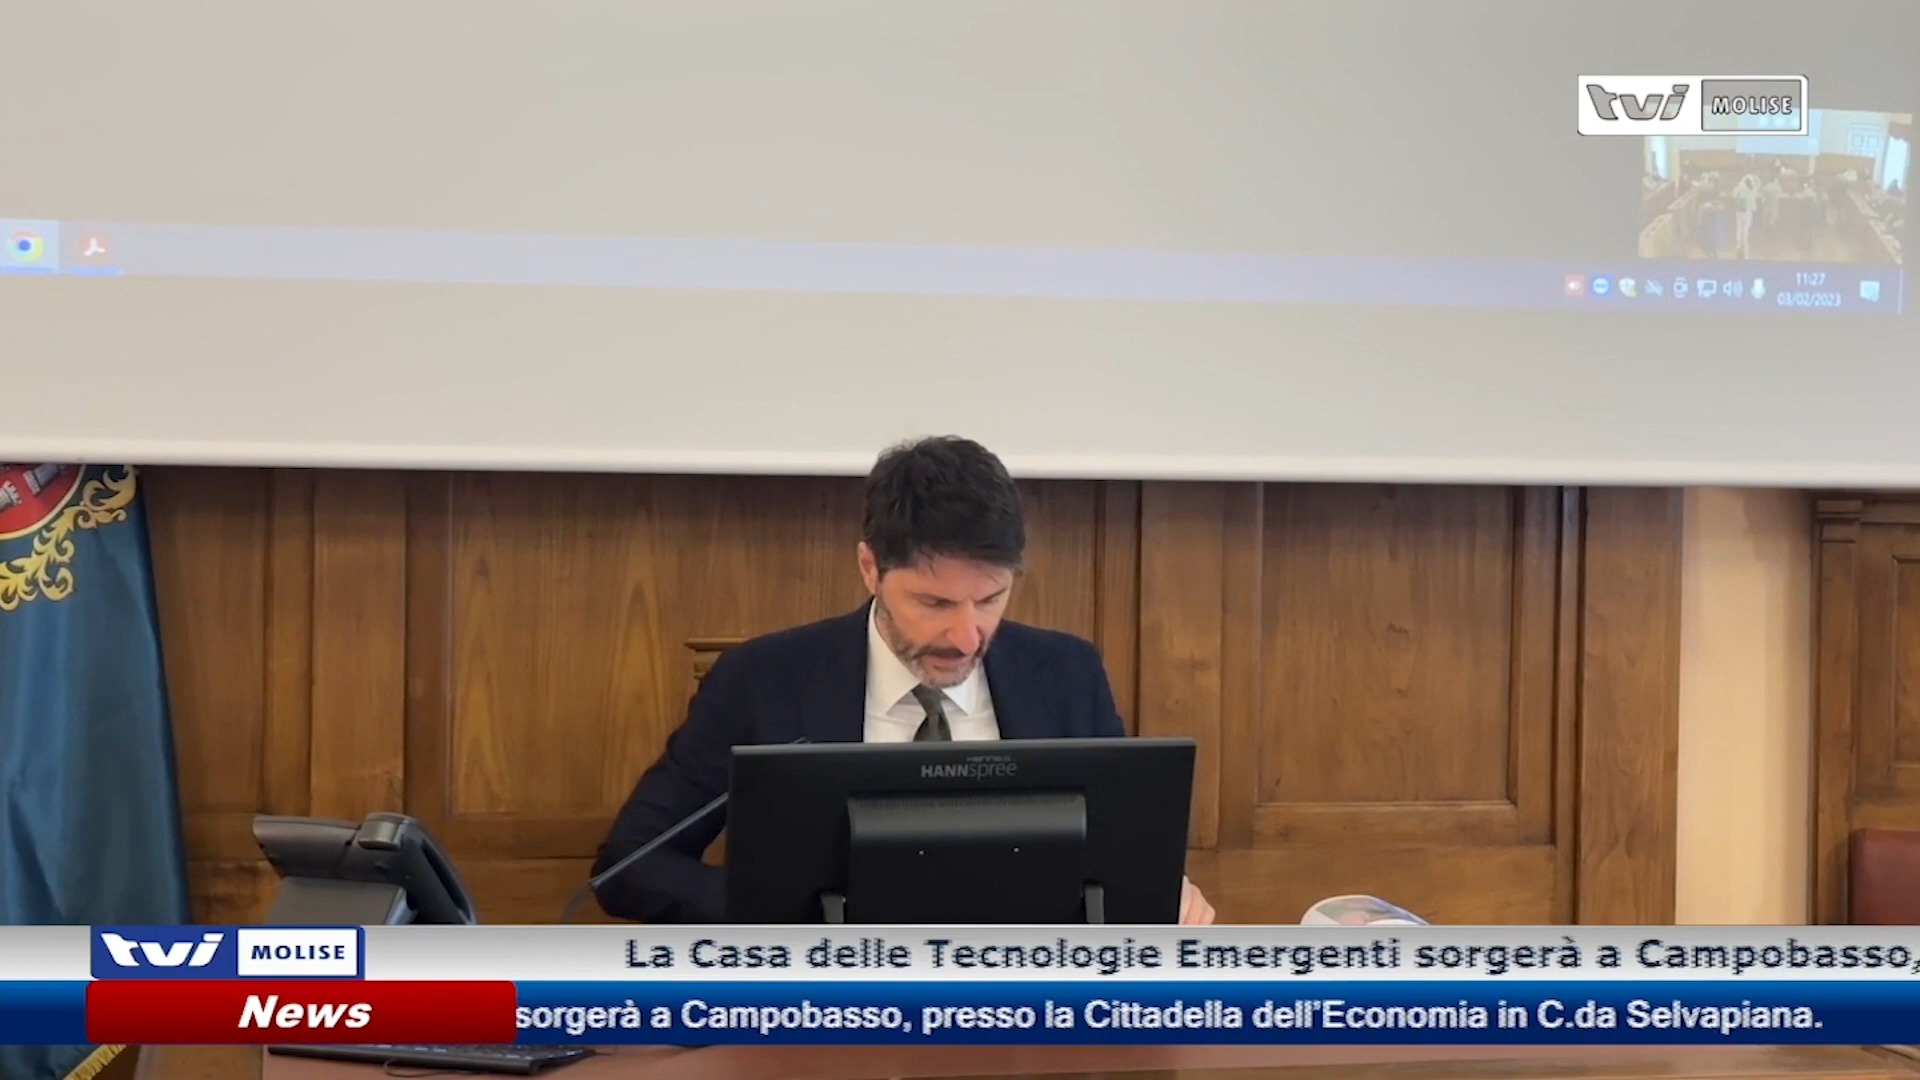 tvi MOLISE
11:27
03/02/2023
HANNspree
tvi MOLISE
La Casa delle Tecnologie Emergenti sorgerà a Campobasso,
News
sorgerà a Campobasso, presso la Cittadella dell'Economia in C.da Selvapiana.